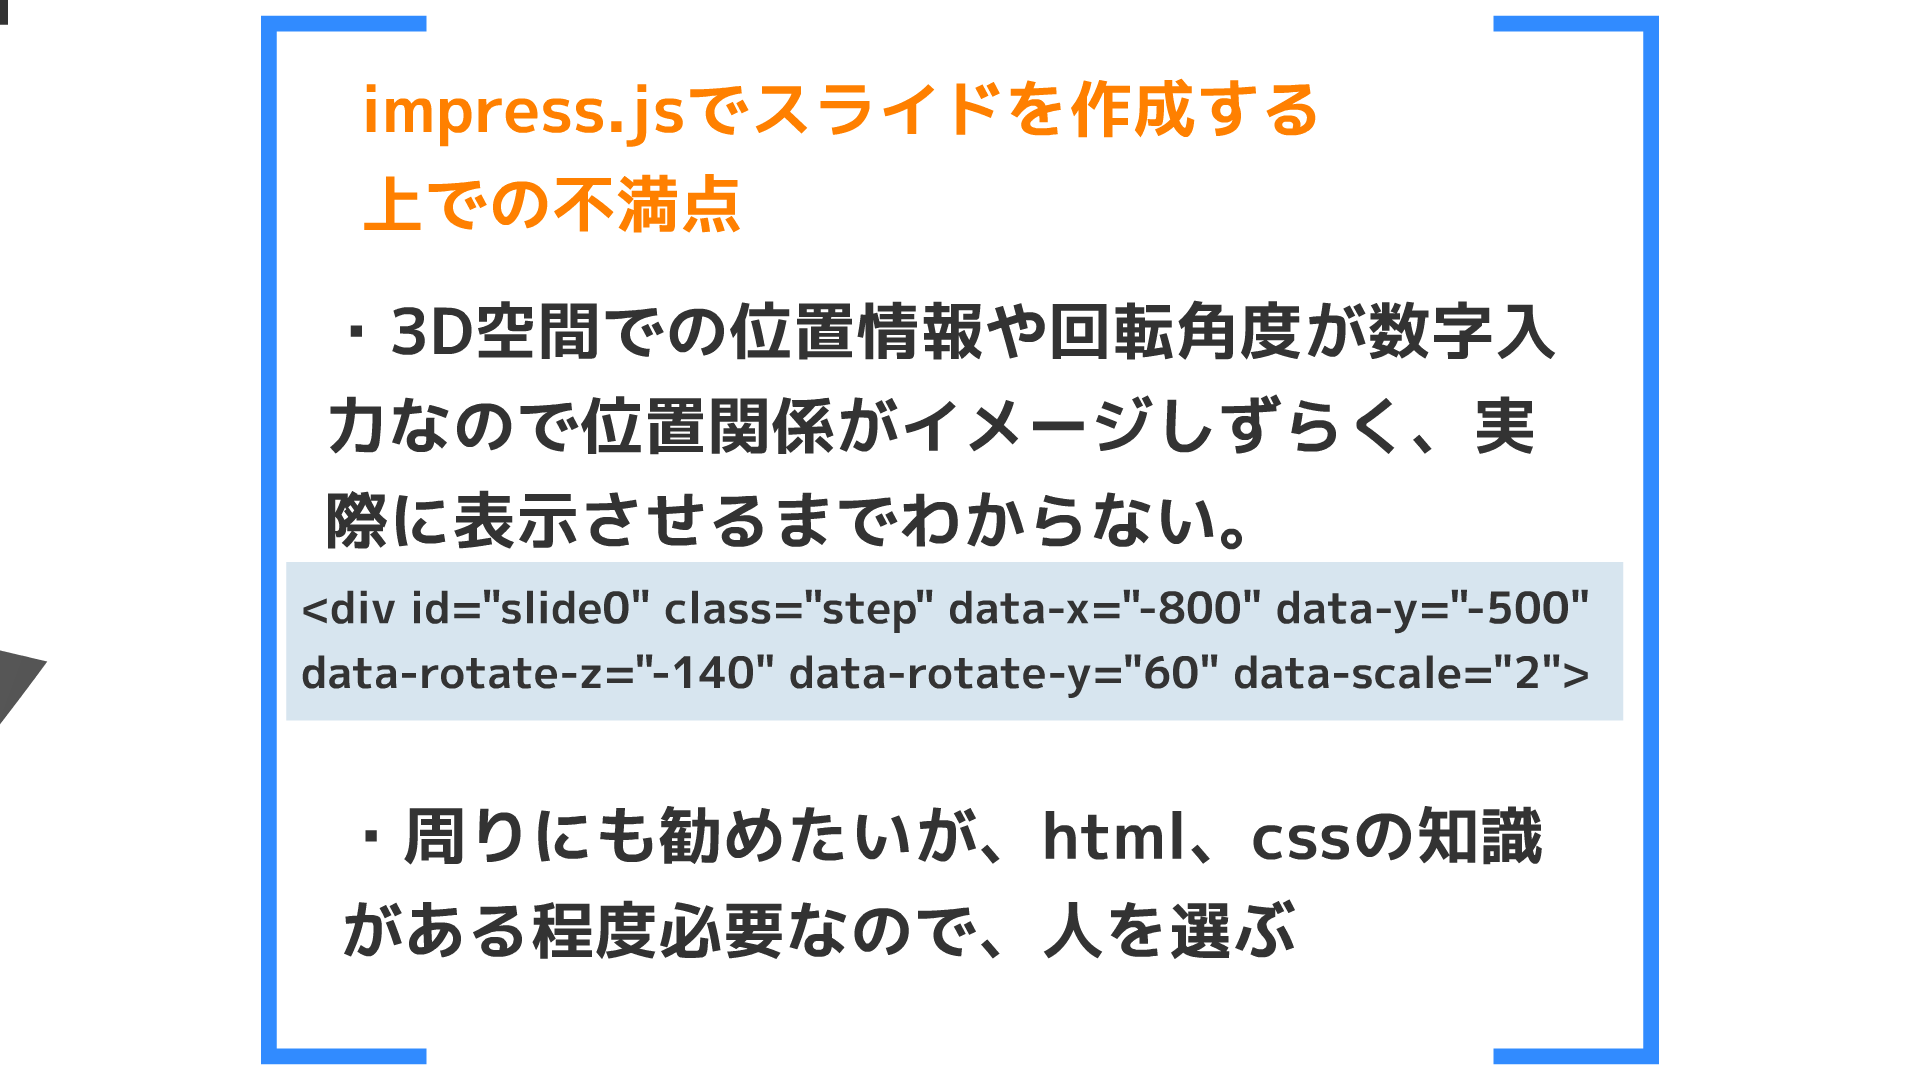 impress.jsでスライドを作成する
上での不満点
・3D空間での位置情報や回転角度が数字入
力なので位置関係がイメージしずらく、実
際に表示させるまでわからない。
<div id="slide0" class="step" data-x="-800" data-y="-500"
data-rotate-z="-140" data-rotate-y="60" data-scale="2">
・周りにも勧めたいが、html、cssの知識
がある程度必要なので、人を選ぶ